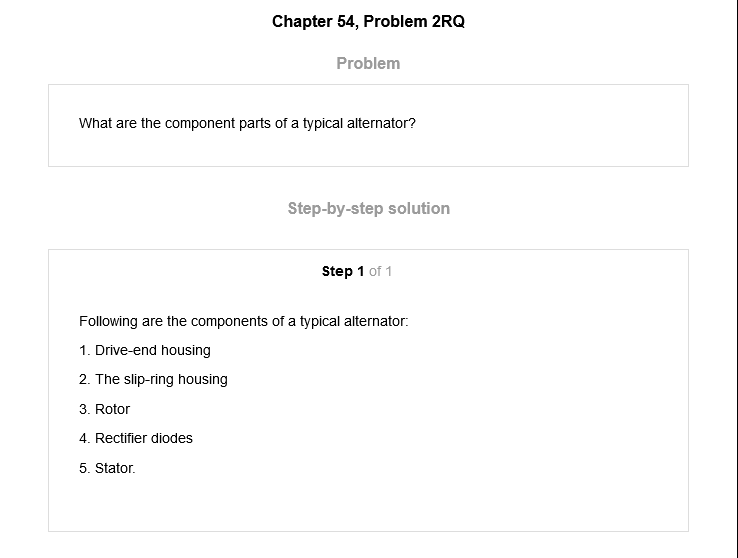 Chapter 54, Problem 2RQ
Problem
What are the component parts of a typical alternator?
Step-by-step solution
Step 1 of 1
Following are the components of a typical alternator:
1. Drive-end housing
2. The slip-ring housing
3. Rotor
4. Rectifier diodes
5. Stator.